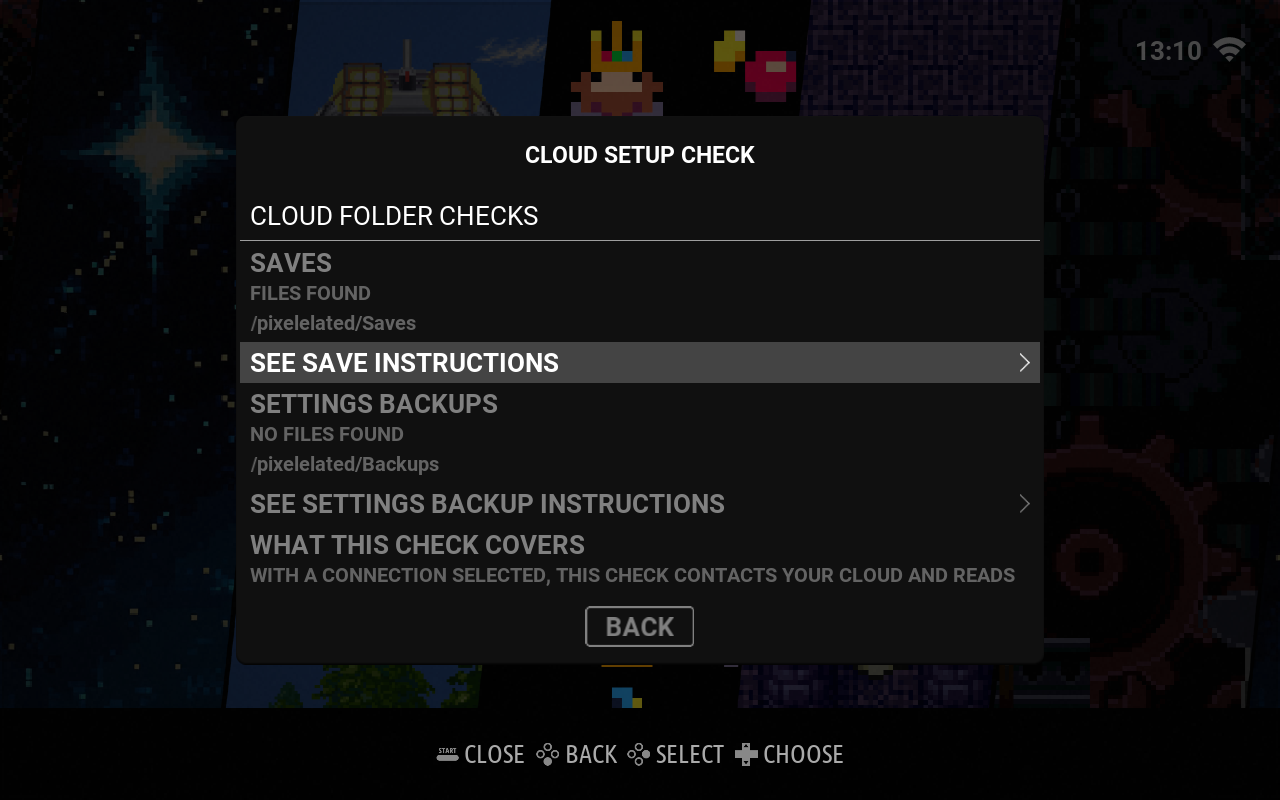 13:10
CLOUD SETUP CHECK
CLOUD FOLDER CHECKS
SAVES
FILES FOUND
/pixelelated/Saves
SEE SAVE INSTRUCTIONS
SETTINGS BACKUPS
NO FILES FOUND
/pixelelated/Backups
SEE SETTINGS BACKUP INSTRUCTIONS
WHAT THIS CHECK COVERS
WITH A CONNECTION SELECTED, THIS CHECK CONTACTS YOUR CLOUD AND READS
BACK
START CLOSE BACK SELECT CHOOSE